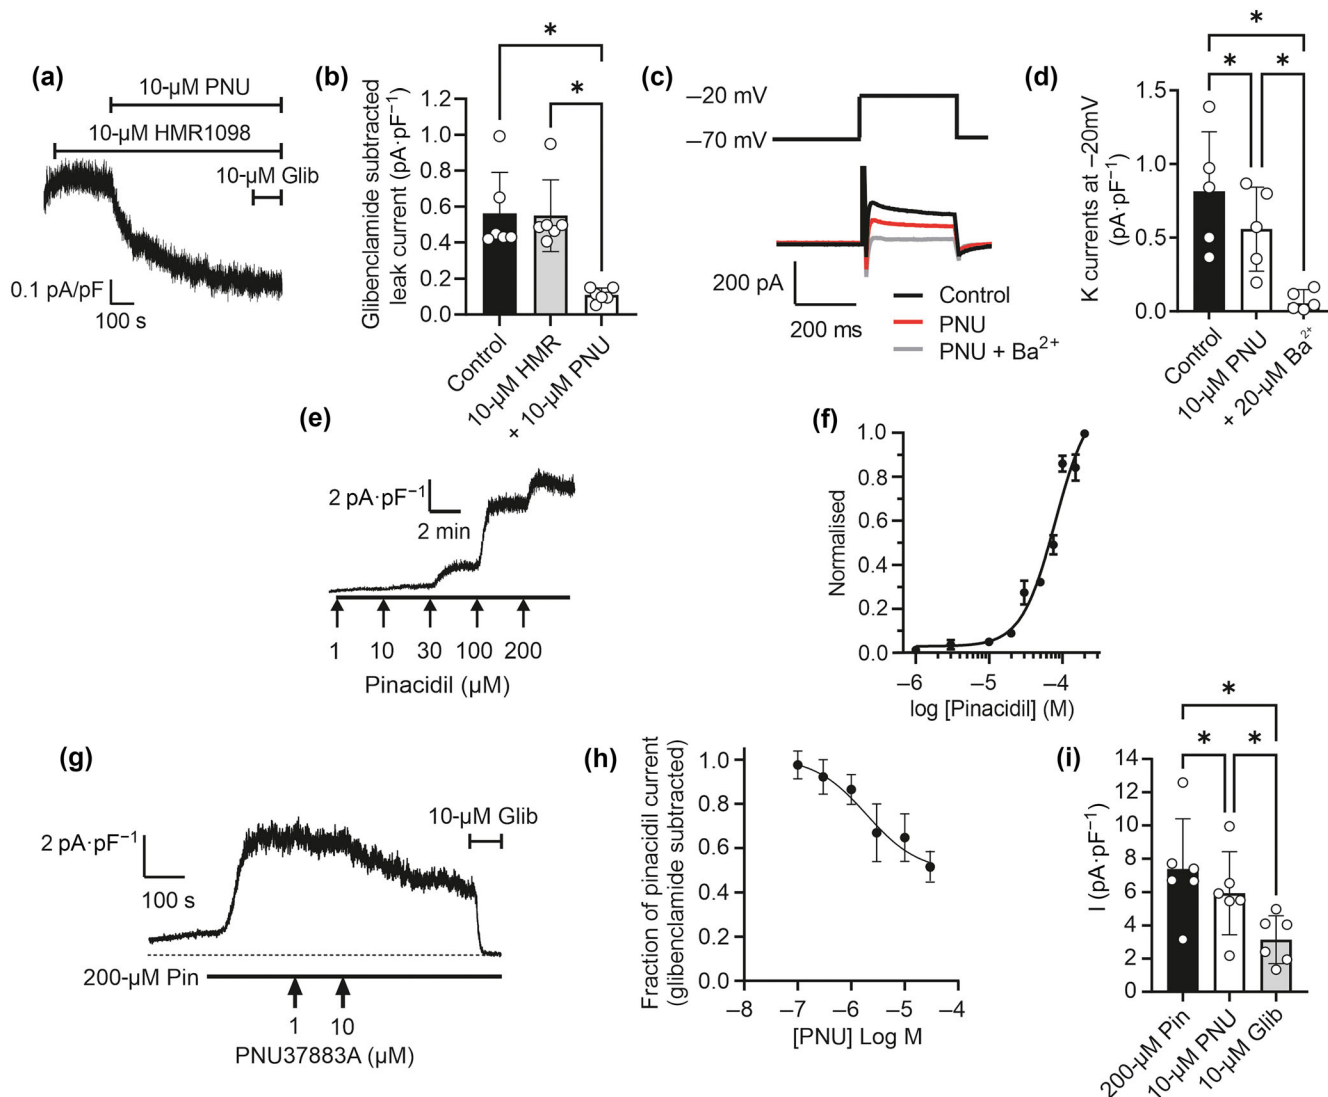 (a)
10-µM PNU
10-µM HMR1098
10-µM Glib
0.1 pA/pF
100 s
(b)
*
*
Glibenclamide subtracted
leak current (pA·pF⁻¹)
1.2
1.0
0.8
0.6
0.4
0.2
0.0
Control
10-µM HMR
+ 10-µM PNU
(c)
–20 mV
–70 mV
200 pA
200 ms
Control
PNU
PNU + Ba²⁺
(d)
*
* *
K currents at –20mV
(pA·pF⁻¹)
1.5
1.0
0.5
0.0
Control
10-µM PNU
+ 20-µM Ba²⁺
(e)
2 pA·pF⁻¹
2 min
1 10 30 100 200
Pinacidil (µM)
(f)
Normalised
1.0
0.8
0.6
0.4
0.2
0.0
–6 –5 –4
log [Pinacidil] (M)
(g)
2 pA·pF⁻¹
100 s
10-µM Glib
200-µM Pin
1 10
PNU37883A (µM)
(h)
Fraction of pinacidil current
(glibenclamide subtracted)
1.0
0.8
0.6
0.4
0.2
0.0
–8 –7 –6 –5 –4
[PNU] Log M
(i)
*
* *
I (pA·pF⁻¹)
14
12
10
8
6
4
2
0
200-µM Pin
10-µM PNU
10-µM Glib